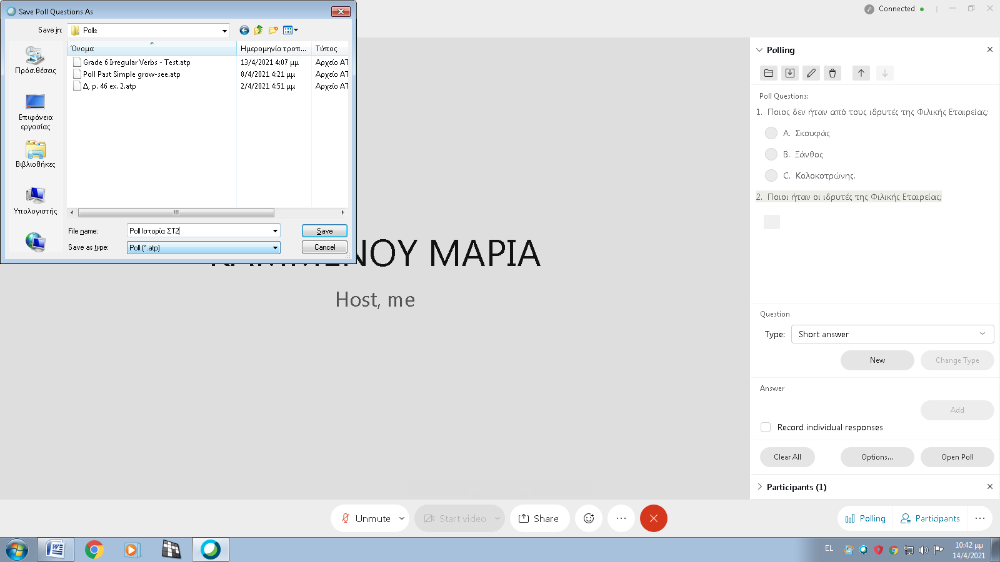 Save Poll Questions As
Save in: Polls
Όνομα Ημερομηνία τροπ... Τύπος
Grade 6 Irregular Verbs - Test.atp 13/4/2021 4:07 μμ Αρχείο AT
Poll Past Simple grow-see.atp 8/4/2021 4:21 μμ Αρχείο AT
Δ, p. 46 ex. 2.atp 2/4/2021 4:51 μμ Αρχείο AT
Πρόσ.θέσεις
Επιφάνεια
εργασίας
Βιβλιοθήκες
Υπολογιστής
File name: Poll Ιστορία ΣΤ2 Save
Save as type: Poll (*.atp) Cancel
ΚΑΜΜΕΝΟΥ ΜΑΡΙΑ
Host, me
Connected
Polling
Poll Questions:
1. Ποιος δεν ήταν από τους ιδρυτές της Φιλικής Εταιρείας;
A. Σκουφάς
B. Ξάνθος
C. Κολοκοτρώνης.
2. Ποιοι ήταν οι ιδρυτές της Φιλικής Εταιρείας;
Question
Type: Short answer
New Change Type
Answer
Add
Record individual responses
Clear All Options... Open Poll
Participants (1)
Unmute Start video Share Polling Participants
EL 10:42 μμ
14/4/2021